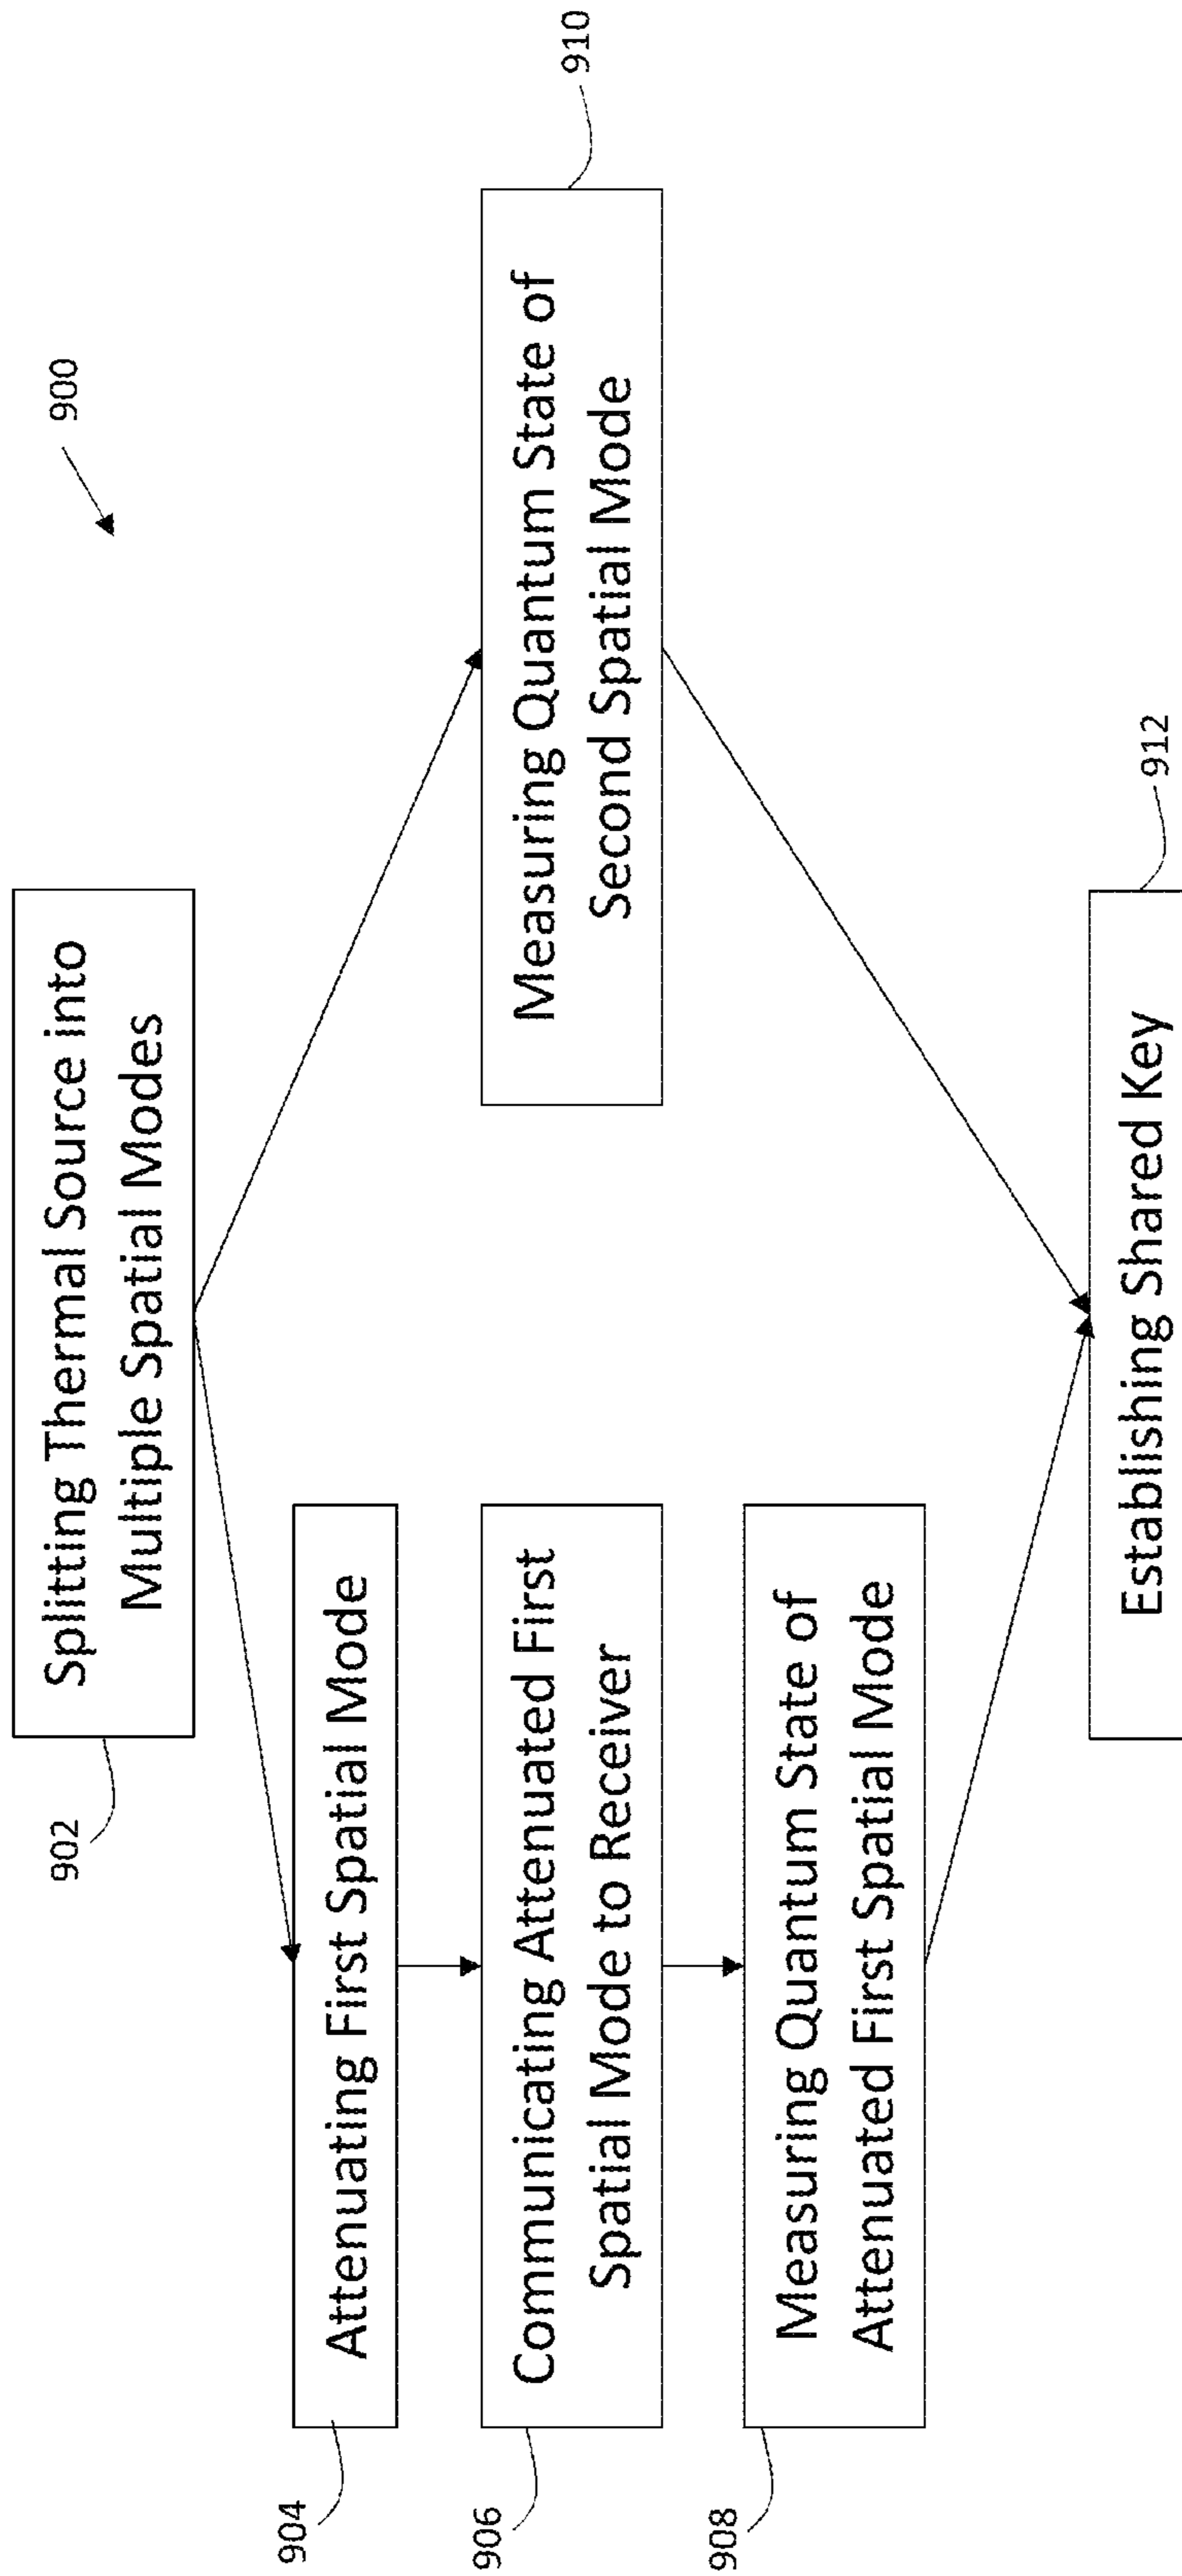 900
902
Splitting Thermal Source into
Multiple Spatial Modes
904
Attenuating First Spatial Mode
906
Communicating Attenuated First
Spatial Mode to Receiver
908
Measuring Quantum State of
Attenuated First Spatial Mode
910
Measuring Quantum State of
Second Spatial Mode
912
Establishing Shared Key